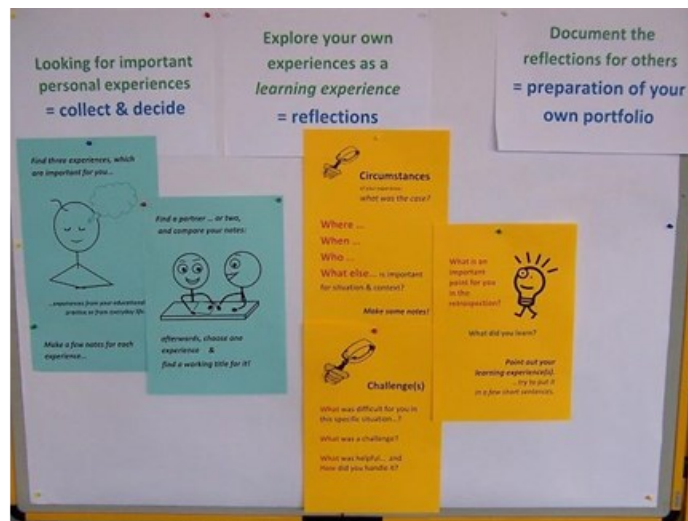 Looking for important
personal experiences
= collect & decide
Explore your own
experiences as a
learning experience
= reflections
Document the
reflections for others
= preparation of your
own portfolio
Find three experiences, which
are important for you...
...experiences from your educational
practice or from everyday life.
Make a few notes for each
experience...
Find a partner ... or two,
and compare your notes:
afterwards, choose one
experience &
find a working title for it!
Circumstances
of your experience:
what was the case?
Where ...
When ...
Who ...
What else... is important
for situation & context?
Make some notes!
Challenge(s)
What was difficult for you in
this specific situation...?
What was a challenge?
What was helpful... and
How did you handle it?
What is an
important
point for you
in the
retrospection?
What did you learn?
Point out your
learning experience(s).
...try to put it
in a few short sentences.